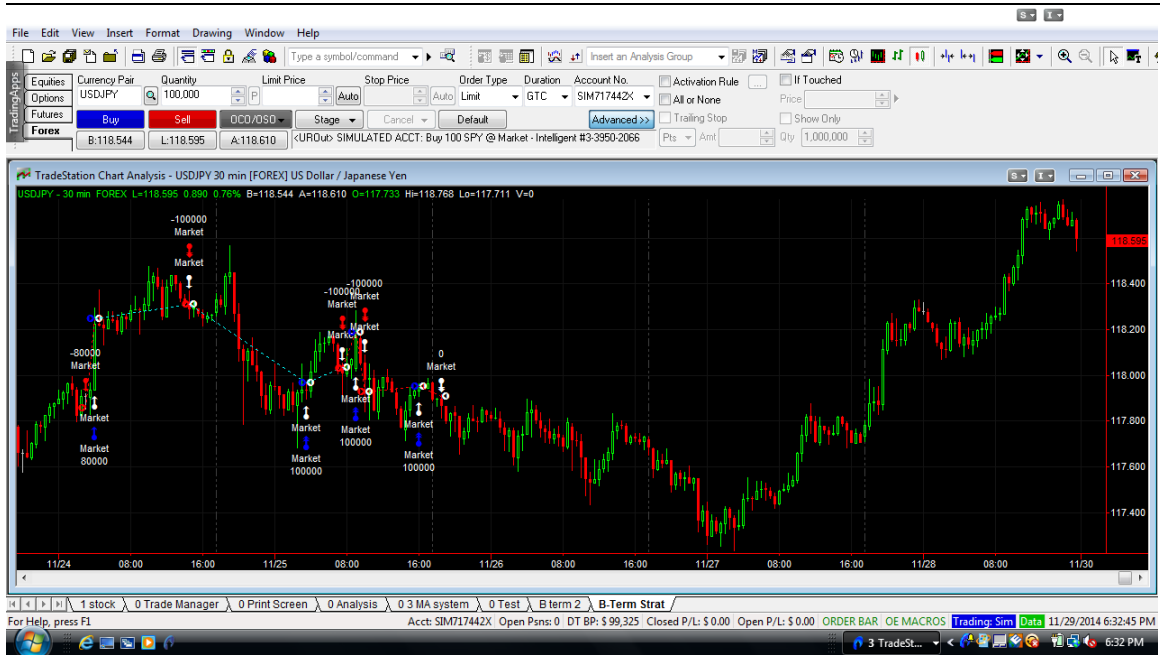 S I
File Edit View Insert Format Drawing Window Help
Type a symbol/command Insert an Analysis Group
TradingApps
Equities Currency Pair Quantity Limit Price Stop Price Order Type Duration Account No. Activation Rule ... If Touched
Options USDJPY 100,000 P Auto Auto Limit GTC SIM717442X All or None Price
Futures Buy Sell OCO/OSO Stage Cancel Default Advanced >> Trailing Stop Show Only
Forex B:118.544 L:118.595 A:118.610 <UROut> SIMULATED ACCT: Buy 100 SPY @ Market - Intelligent #3-3950-2066 Pts Amt Qty 1,000,000
TradeStation Chart Analysis - USDJPY 30 min [FOREX] US Dollar / Japanese Yen S I
USDJPY - 30 min FOREX L=118.595 0.890 0.76% B=118.544 A=118.610 O=117.733 Hi=118.768 Lo=117.711 V=0
-100000
Market
Market
118.595
118.400
-100000
Market
-100000
Market
Market
Market
118.200
-80000
Market
0
Market
118.000
Market
Market
80000
Market
Market
100000
Market
Market
100000
Market
Market
100000
117.800
117.600
117.400
11/24 08:00 16:00 11/25 08:00 16:00 11/26 08:00 16:00 11/27 08:00 16:00 11/28 08:00 11/30
1 stock 0 Trade Manager 0 Print Screen 0 Analysis 0 3 MA system 0 Test B term 2 B-Term Strat
For Help, press F1 Acct: SIM717442X Open Psns: 0 DT BP: $ 99,325 Closed P/L: $ 0.00 Open P/L: $ 0.00 ORDER BAR OE MACROS Trading: Sim Data 11/29/2014 6:32:45 PM
3 TradeSt... < 6:32 PM